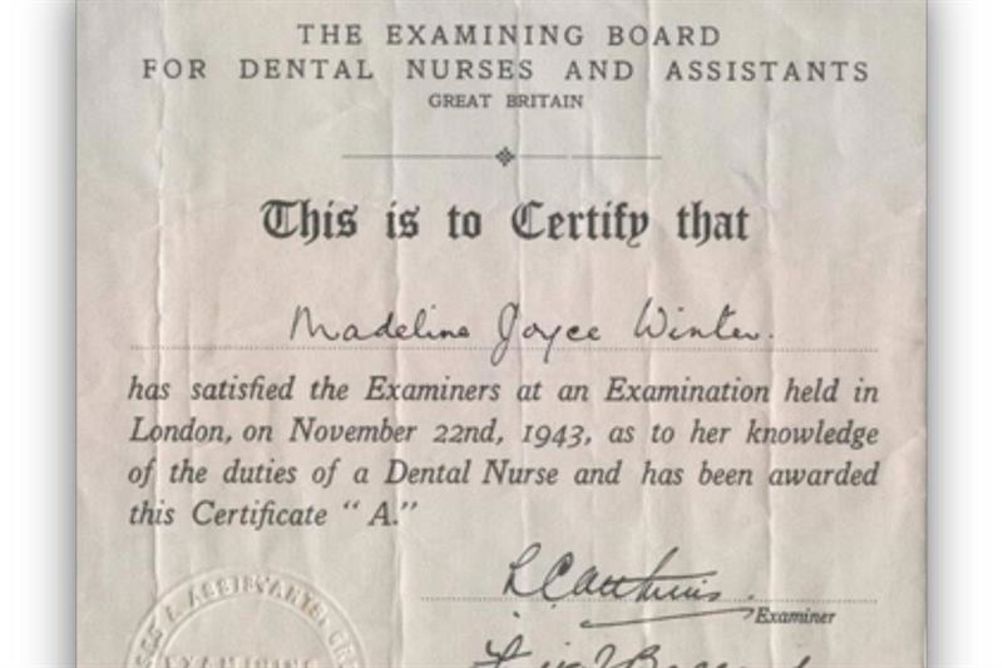 THE EXAMINING BOARD
FOR DENTAL NURSES AND ASSISTANTS
GREAT BRITAIN
This is to Certify that
Madeline Joyce Winter.
has satisfied the Examiners at an Examination held in
London, on November 22nd, 1943, as to her knowledge
of the duties of a Dental Nurse and has been awarded
this Certificate “ A.”
Examiner
ASSISTANTS
EXAMINING